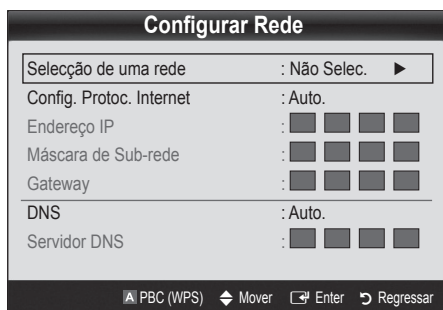 Configurar Rede
Selecção de uma rede : Não Selec. ►
Config. Protoc. Internet : Auto.
Endereço IP :
Máscara de Sub-rede :
Gateway :
DNS : Auto.
Servidor DNS :
A PBC (WPS) Mover Enter Regressar